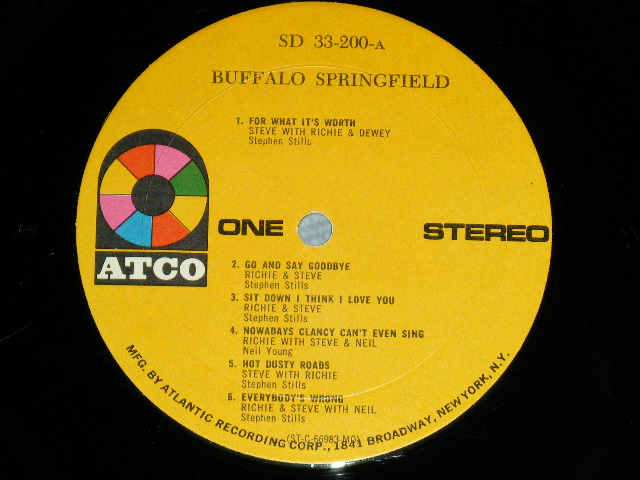 SD 33-200-A
BUFFALO SPRINGFIELD
1. FOR WHAT IT'S WORTH
STEVE WITH RICHIE & DEWEY
Stephen Stills
ATCO
ONE
STEREO
2. GO AND SAY GOODBYE
RICHIE & STEVE
Stephen Stills
3. SIT DOWN I THINK I LOVE YOU
RICHIE & STEVE
Stephen Stills
4. NOWADAYS CLANCY CAN'T EVEN SING
RICHIE WITH STEVE & NEIL
Neil Young
5. HOT DUSTY ROADS
STEVE WITH RICHIE
Stephen Stills
6. EVERYBODY'S WRONG
RICHIE & STEVE WITH NEIL
Stephen Stills
(ST-C-66983-MO)
MFG. BY ATLANTIC RECORDING CORP., 1841 BROADWAY, NEW YORK, N.Y.